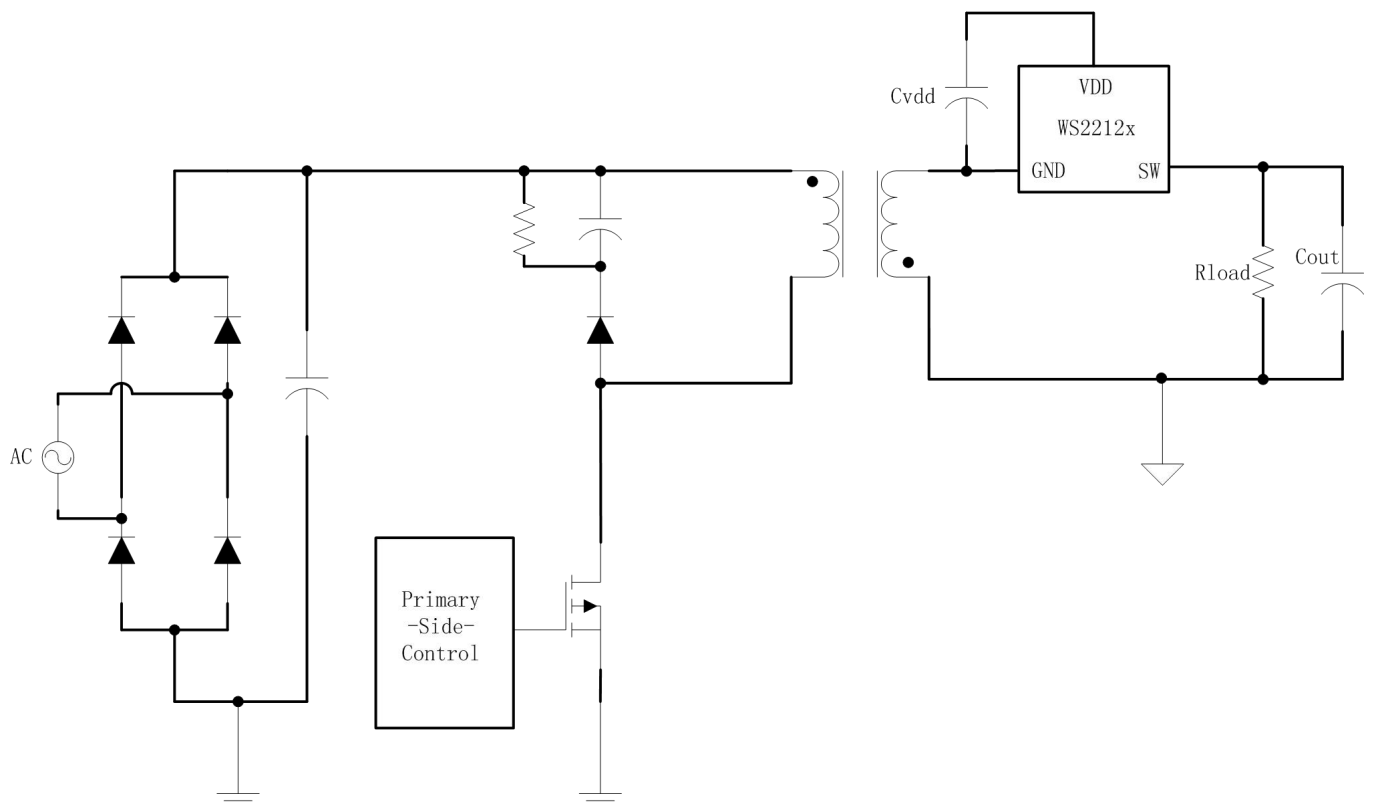 Cvdd
VDD
WS2212x
GND
SW
Rload
Cout
AC
Primary
-Side-
Control